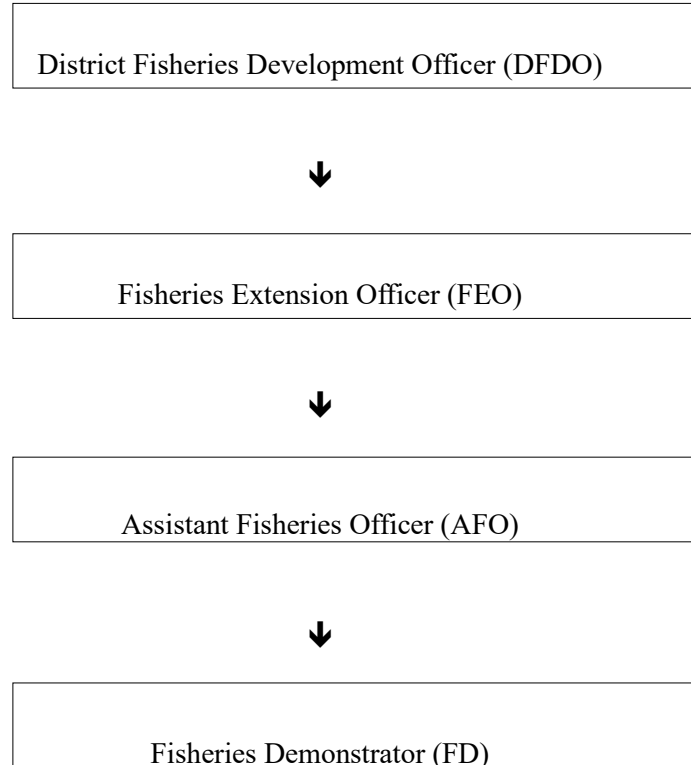 District Fisheries Development Officer (DFDO)
Fisheries Extension Officer (FEO)
Assistant Fisheries Officer (AFO)
Fisheries Demonstrator (FD)